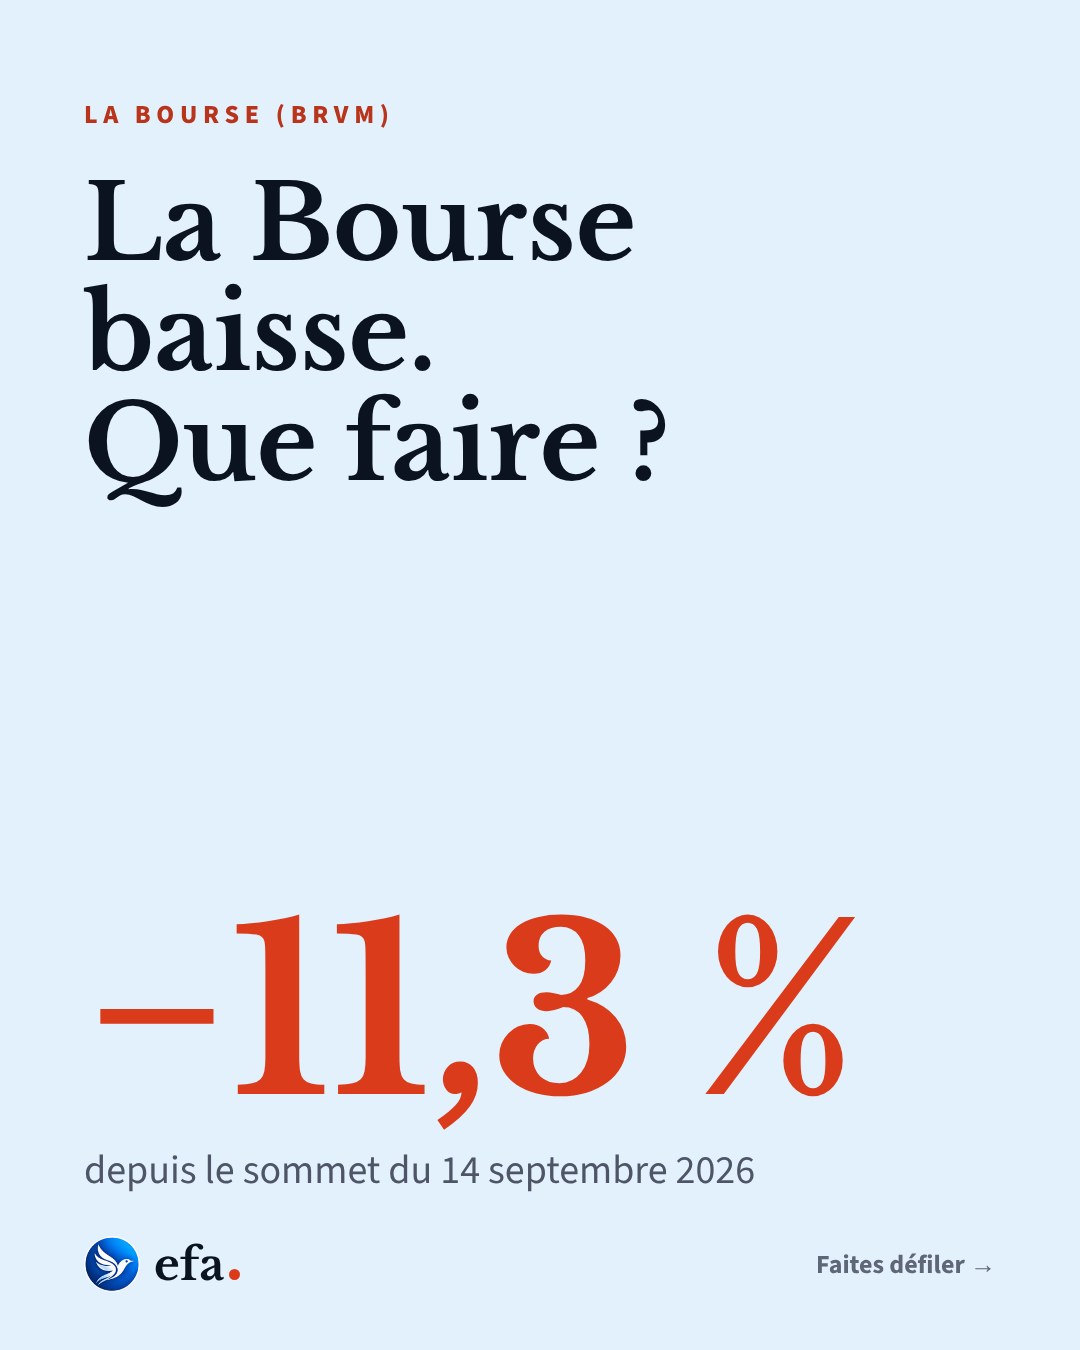 LA BOURSE (BRVM)
La Bourse
baisse.
Que faire ?
–11,3 %
depuis le sommet du 14 septembre 2026
efa.
Faites défiler →